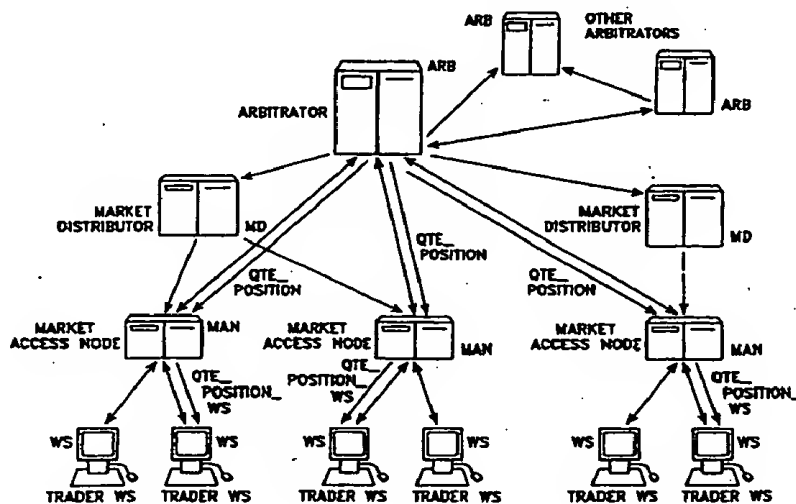 ARB
OTHER
ARBITRATORS
ARB
ARBITRATOR
ARB
MARKET
DISTRIBUTOR
MD
MARKET
DISTRIBUTOR
MD
QTE_
POSITION
QTE_
POSITION
QTE_
POSITION
MARKET
ACCESS NODE
MAN
MARKET
ACCESS NODE
MAN
MARKET
ACCESS NODE
MAN
QTE_
POSITION_
WS
QTE_
POSITION_
WS
QTE_
POSITION_
WS
WS
WS
WS
WS
WS
WS
TRADER WS
TRADER WS
TRADER WS
TRADER WS
TRADER WS
TRADER WS